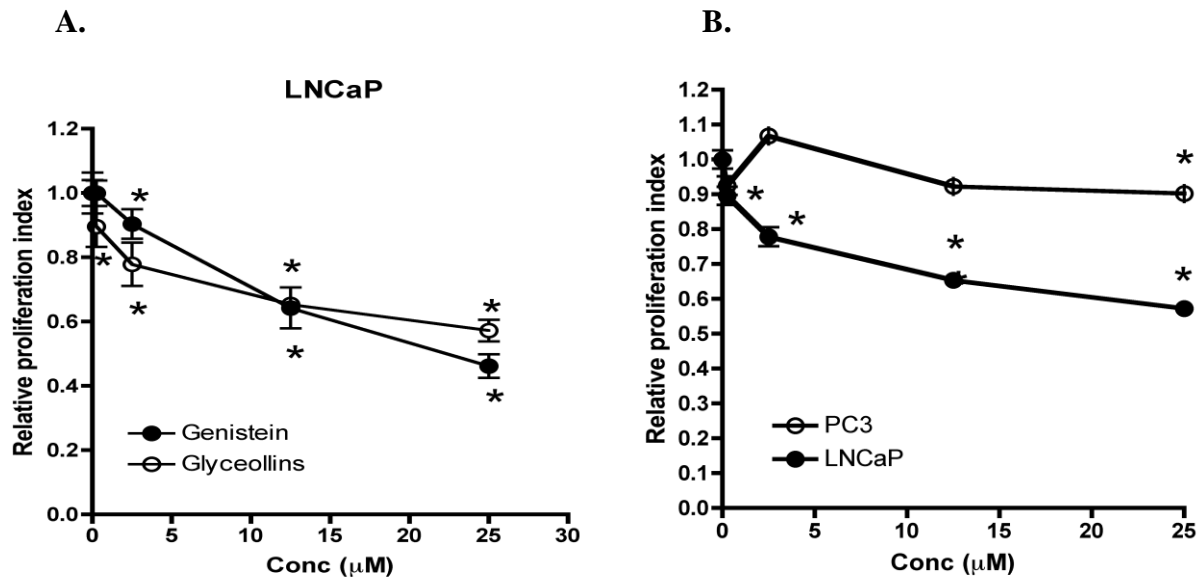 A.
LNCaP
Relative proliferation index
1.2
1.0
0.8
0.6
0.4
0.2
0.0
* * * * * * *
Genistein
Glyceollins
0 5 10 15 20 25 30
Conc (μM)
B.
Relative proliferation index
1.2
1.1
1.0
0.9
0.8
0.7
0.6
0.5
0.4
0.3
0.2
0.1
0.0
* * * * * *
PC3
LNCaP
0 5 10 15 20 25
Conc (μM)